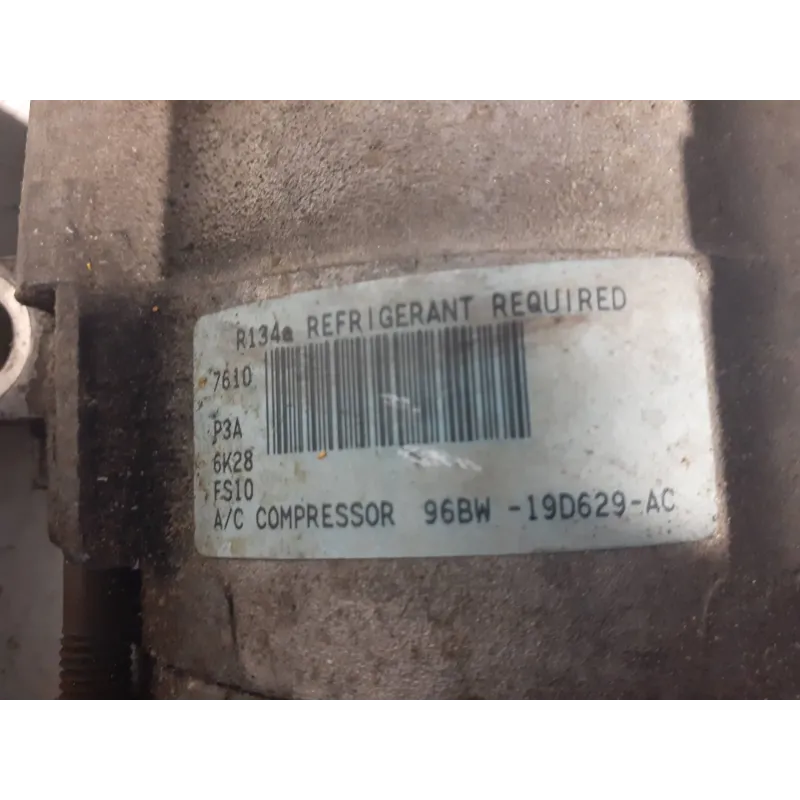 R134a REFRIGERANT REQUIRED
7610
P3A
6K28
FS10
A/C COMPRESSOR 96BW -19D629-AC